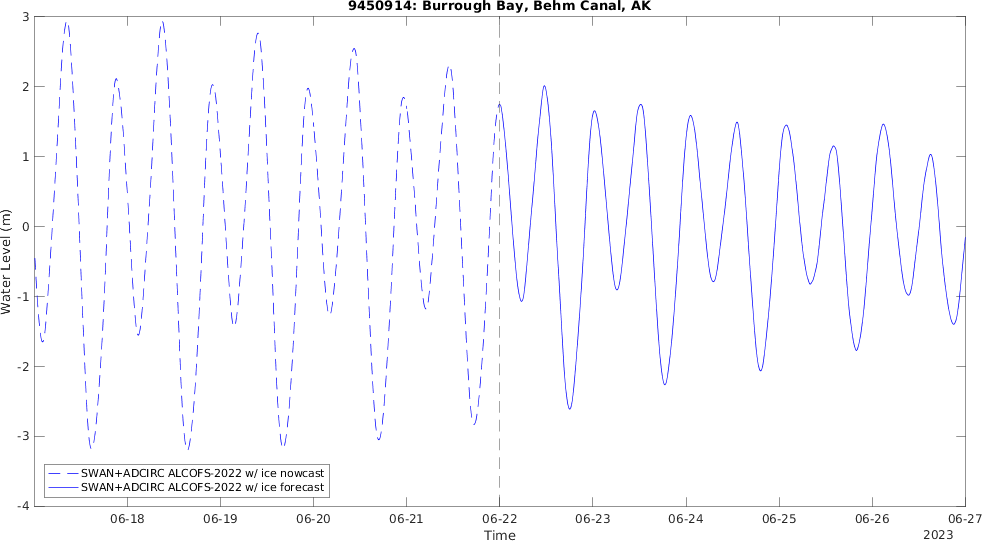 9450914: Burrough Bay, Behm Canal, AK
3
2
1
0
-1
-2
-3
-4
Water Level (m)
SWAN+ADCIRC ALCOFS-2022 w/ ice nowcast
SWAN+ADCIRC ALCOFS-2022 w/ ice forecast
06-18 06-19 06-20 06-21 06-22 06-23 06-24 06-25 06-26 06-27
Time
2023